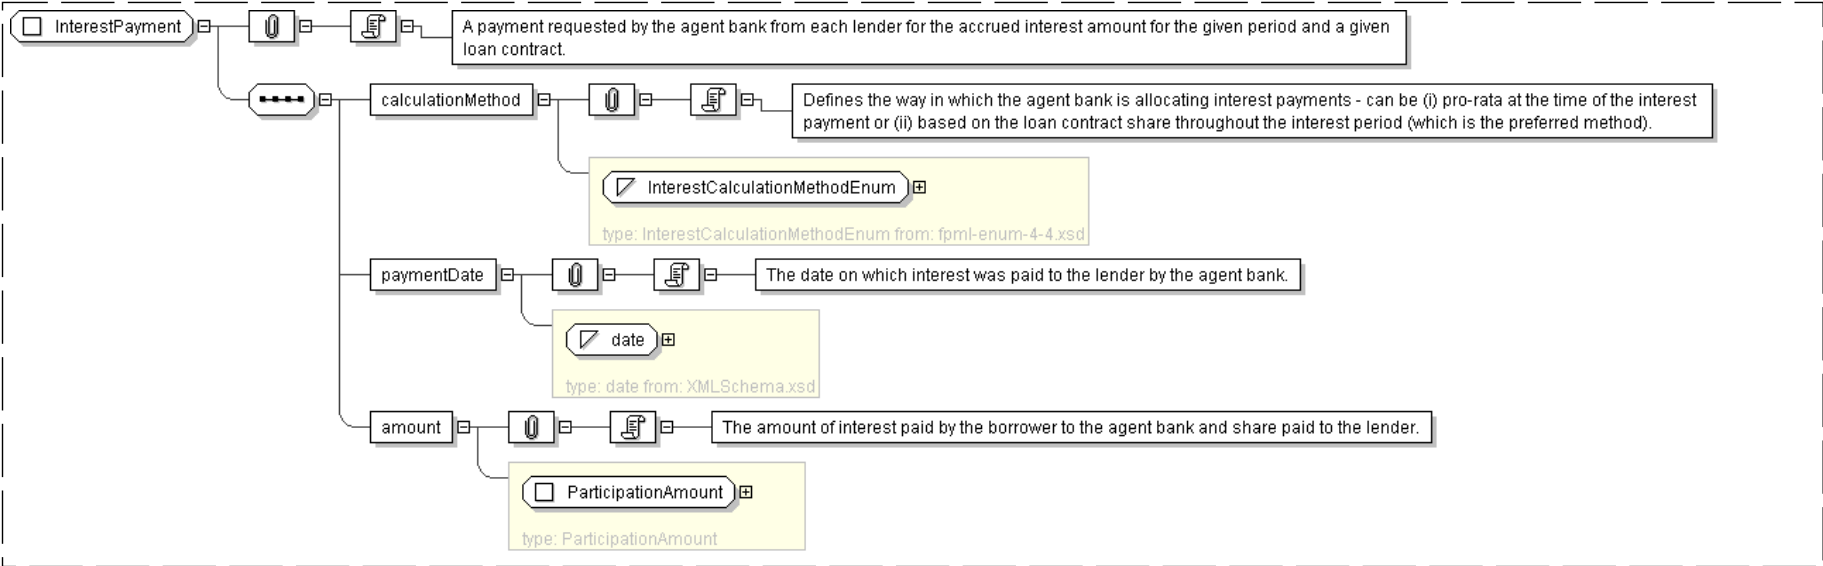 InterestPayment
A payment requested by the agent bank from each lender for the accrued interest amount for the given period and a given
loan contract.
calculationMethod
Defines the way in which the agent bank is allocating interest payments - can be (i) pro-rata at the time of the interest
payment or (ii) based on the loan contract share throughout the interest period (which is the preferred method).
InterestCalculationMethodEnum
type: InterestCalculationMethodEnum from: fpml-enum-4-4.xsd
paymentDate
The date on which interest was paid to the lender by the agent bank.
date
type: date from: XMLSchema.xsd
amount
The amount of interest paid by the borrower to the agent bank and share paid to the lender.
ParticipationAmount
type: ParticipationAmount